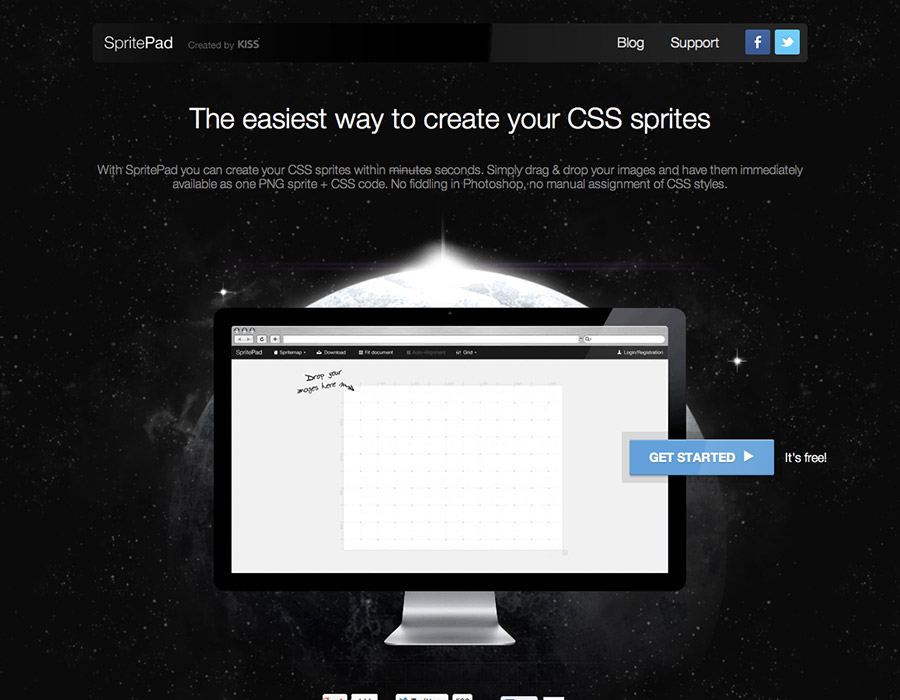 SpritePad Created by KISS
Blog Support
The easiest way to create your CSS sprites
With SpritePad you can create your CSS sprites within minutes seconds. Simply drag & drop your images and have them immediately
available as one PNG sprite + CSS code. No fiddling in Photoshop, no manual assignment of CSS styles.
SpritePad Spritemap Download Fit document Auto-Alignment Grid Login/Registration
Drop your
images here
GET STARTED It's free!